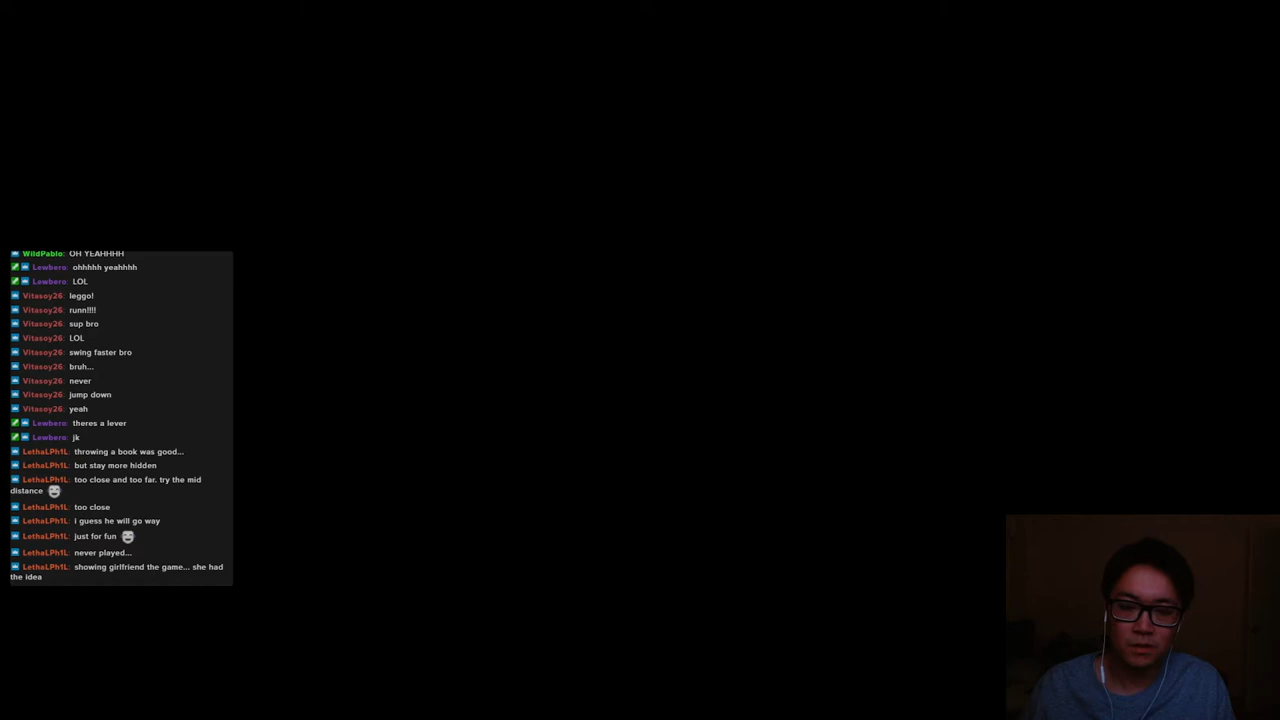 WildPablo: OH YEAHHHH
Lewbero: ohhhhh yeahhhh
Lewbero: LOL
Vitasoy26: leggo!
Vitasoy26: runn!!!!
Vitasoy26: sup bro
Vitasoy26: LOL
Vitasoy26: swing faster bro
Vitasoy26: bruh...
Vitasoy26: never
Vitasoy26: jump down
Vitasoy26: yeah
Lewbero: theres a lever
Lewbero: jk
LethaLPh1L: throwing a book was good...
LethaLPh1L: but stay more hidden
LethaLPh1L: too close and too far. try the mid
distance
LethaLPh1L: too close
LethaLPh1L: i guess he will go way
LethaLPh1L: just for fun
LethaLPh1L: never played...
LethaLPh1L: showing girlfriend the game... she had
the idea